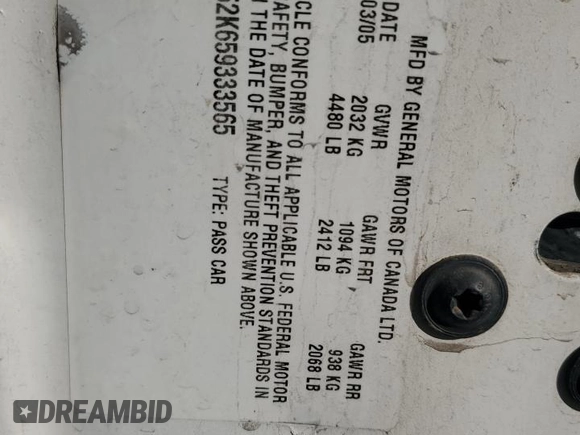 MFD BY GENERAL MOTORS OF CANADA LTD.
DATE GVWR GAWR FRT GAWR RR
03/05 2032 KG 1094 KG 938 KG
4480 LB 2412 LB 2068 LB
CLE CONFORMS TO ALL APPLICABLE U.S. FEDERAL MOTOR
SAFETY, BUMPER, AND THEFT PREVENTION STANDARDS IN
THE DATE OF MANUFACTURE SHOWN ABOVE.
52K659333565 TYPE: PASS CAR
DREAMBID